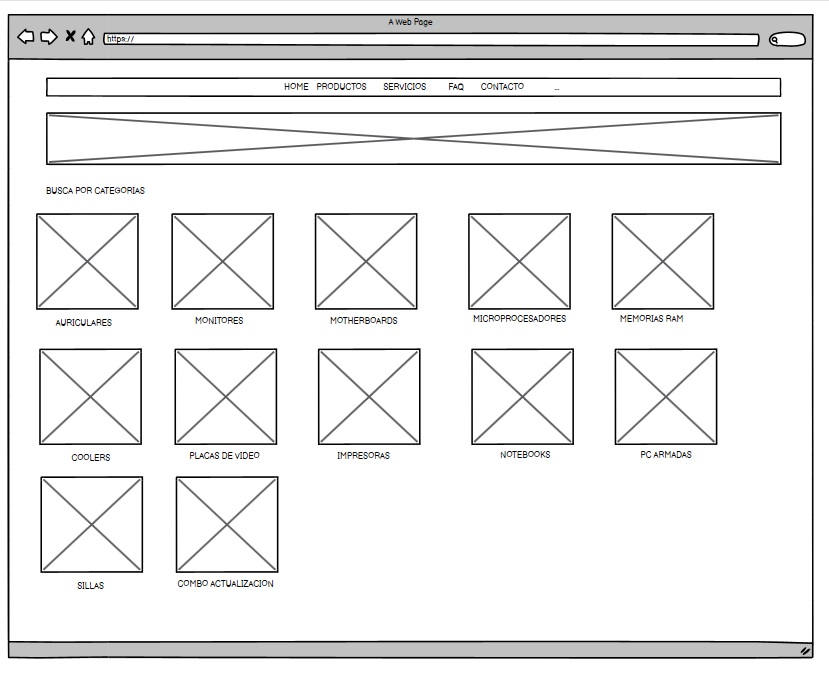 A Web Page
https://
HOME PRODUCTOS SERVICIOS FAQ CONTACTO ...
BUSCA POR CATEGORIAS
AURICULARES MONITORES MOTHERBOARDS MICROPROCESADORES MEMORIAS RAM
COOLERS PLACAS DE VIDEO IMPRESORAS NOTEBOOKS PC ARMADAS
SILLAS COMBO ACTUALIZACION